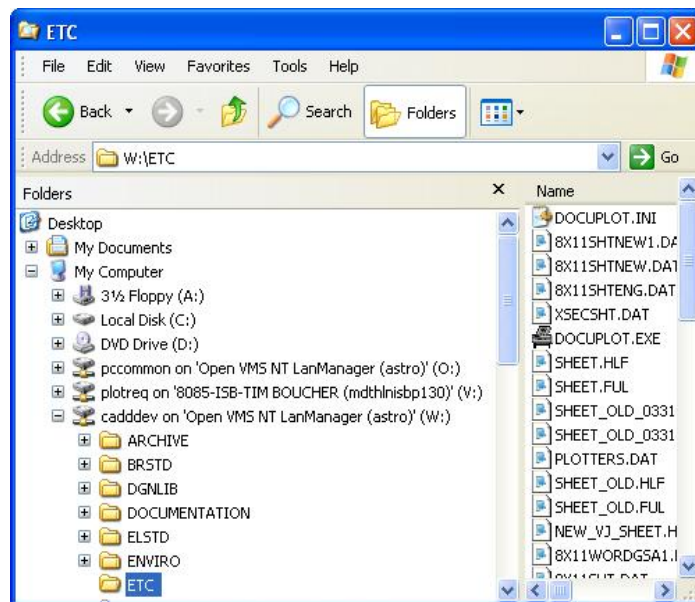 ETC
File Edit View Favorites Tools Help
Back Search Folders
Address W:\ETC Go
Folders x Name
Desktop
My Documents
My Computer
3½ Floppy (A:)
Local Disk (C:)
DVD Drive (D:)
pccommon on 'Open VMS NT LanManager (astro)' (O:)
plotreq on '8085-ISB-TIM BOUCHER (mdthlnisbp130)' (V:)
cadddev on 'Open VMS NT LanManager (astro)' (W:)
ARCHIVE
BRSTD
DGNLIB
DOCUMENTATION
ELSTD
ENVIRO
ETC
DOCUPLOT.INI
8X11SHTNEW1.DA
8X11SHTNEW.DAT
8X11SHTENG.DAT
XSECSHT.DAT
DOCUPLOT.EXE
SHEET.HLF
SHEET.FUL
SHEET_OLD_0331
SHEET_OLD_0331
PLOTTERS.DAT
SHEET_OLD.HLF
SHEET_OLD.FUL
NEW_VJ_SHEET.H
8X11WORDGSA1.